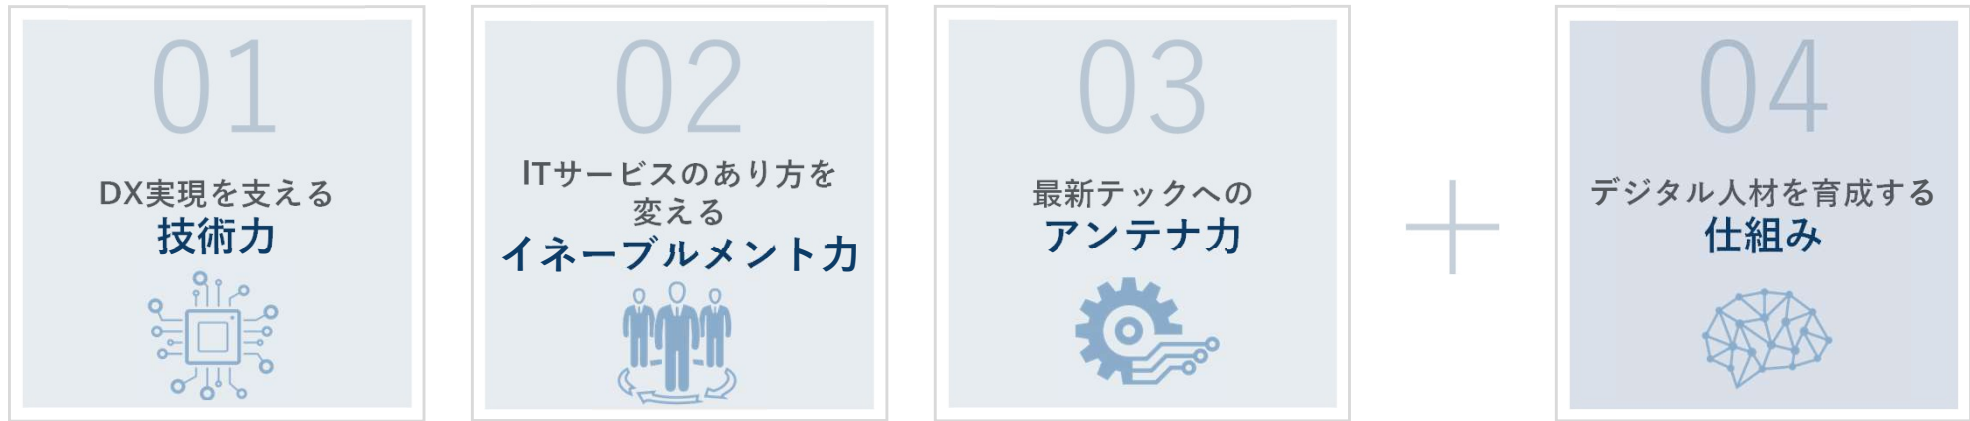 01
DX実現を支える
技術力
02
ITサービスのあり方を
変える
イネーブルメント力
03
最新テックへの
アンテナ力
04
デジタル人材を育成する
仕組み